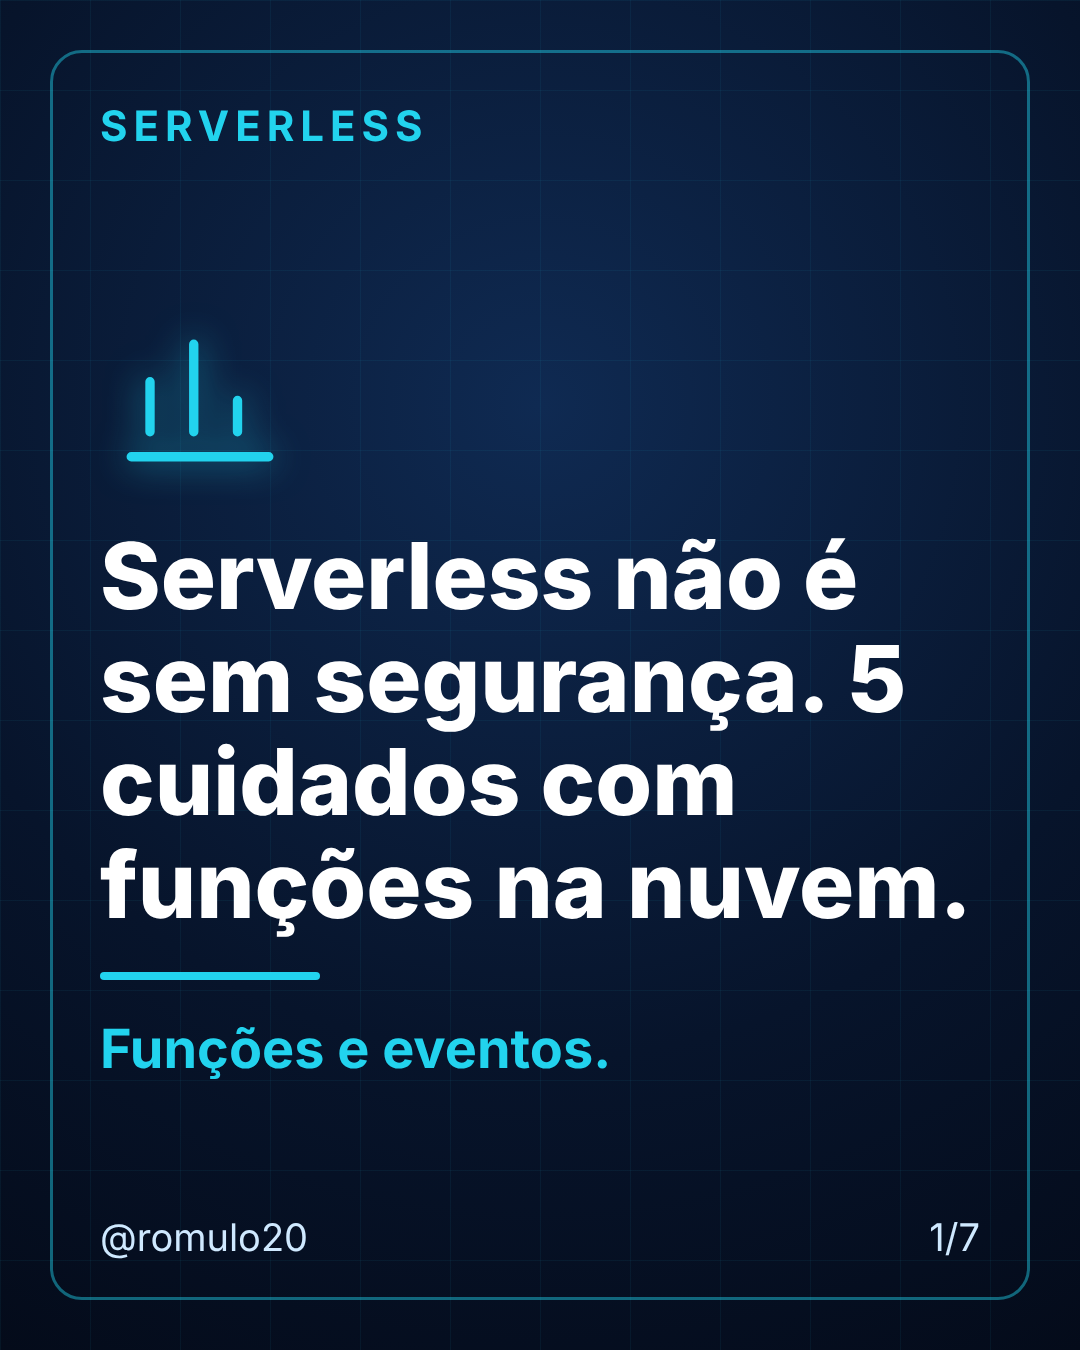 SERVERLESS
Serverless não é
sem segurança. 5
cuidados com
funções na nuvem.
Funções e eventos.
@romulo20
1/7